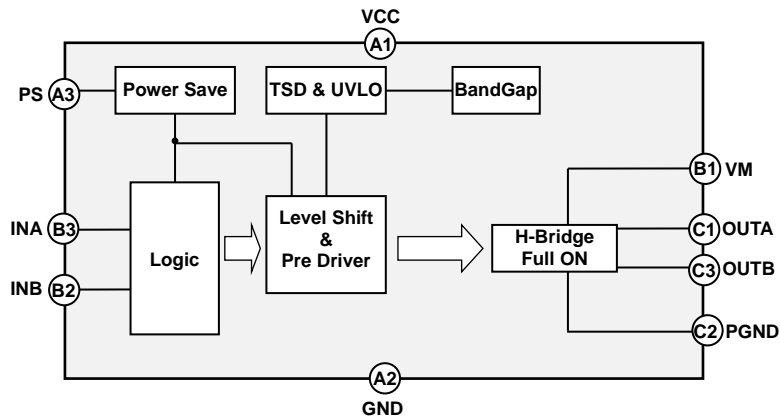 VCC
A1
PS
A3
Power Save
TSD & UVLO
BandGap
B1
VM
INA
B3
Level Shift
&
Pre Driver
C1
OUTA
H-Bridge
Full ON
Logic
C3
OUTB
INB
B2
C2
PGND
A2
GND